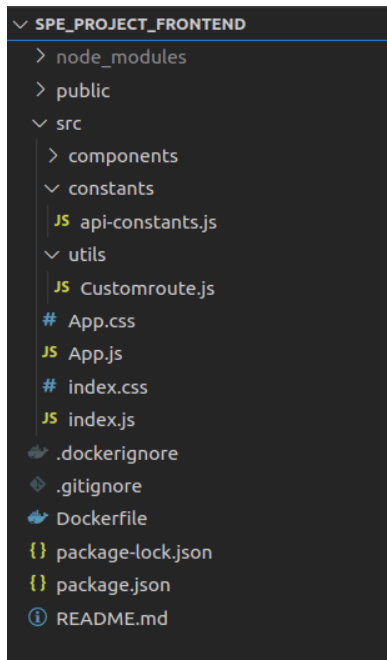 SPE_PROJECT_FRONTEND
node_modules
public
src
components
constants
JS api-constants.js
utils
JS Customroute.js
# App.css
JS App.js
# index.css
JS index.js
.dockerignore
.gitignore
Dockerfile
{} package-lock.json
{} package.json
README.md